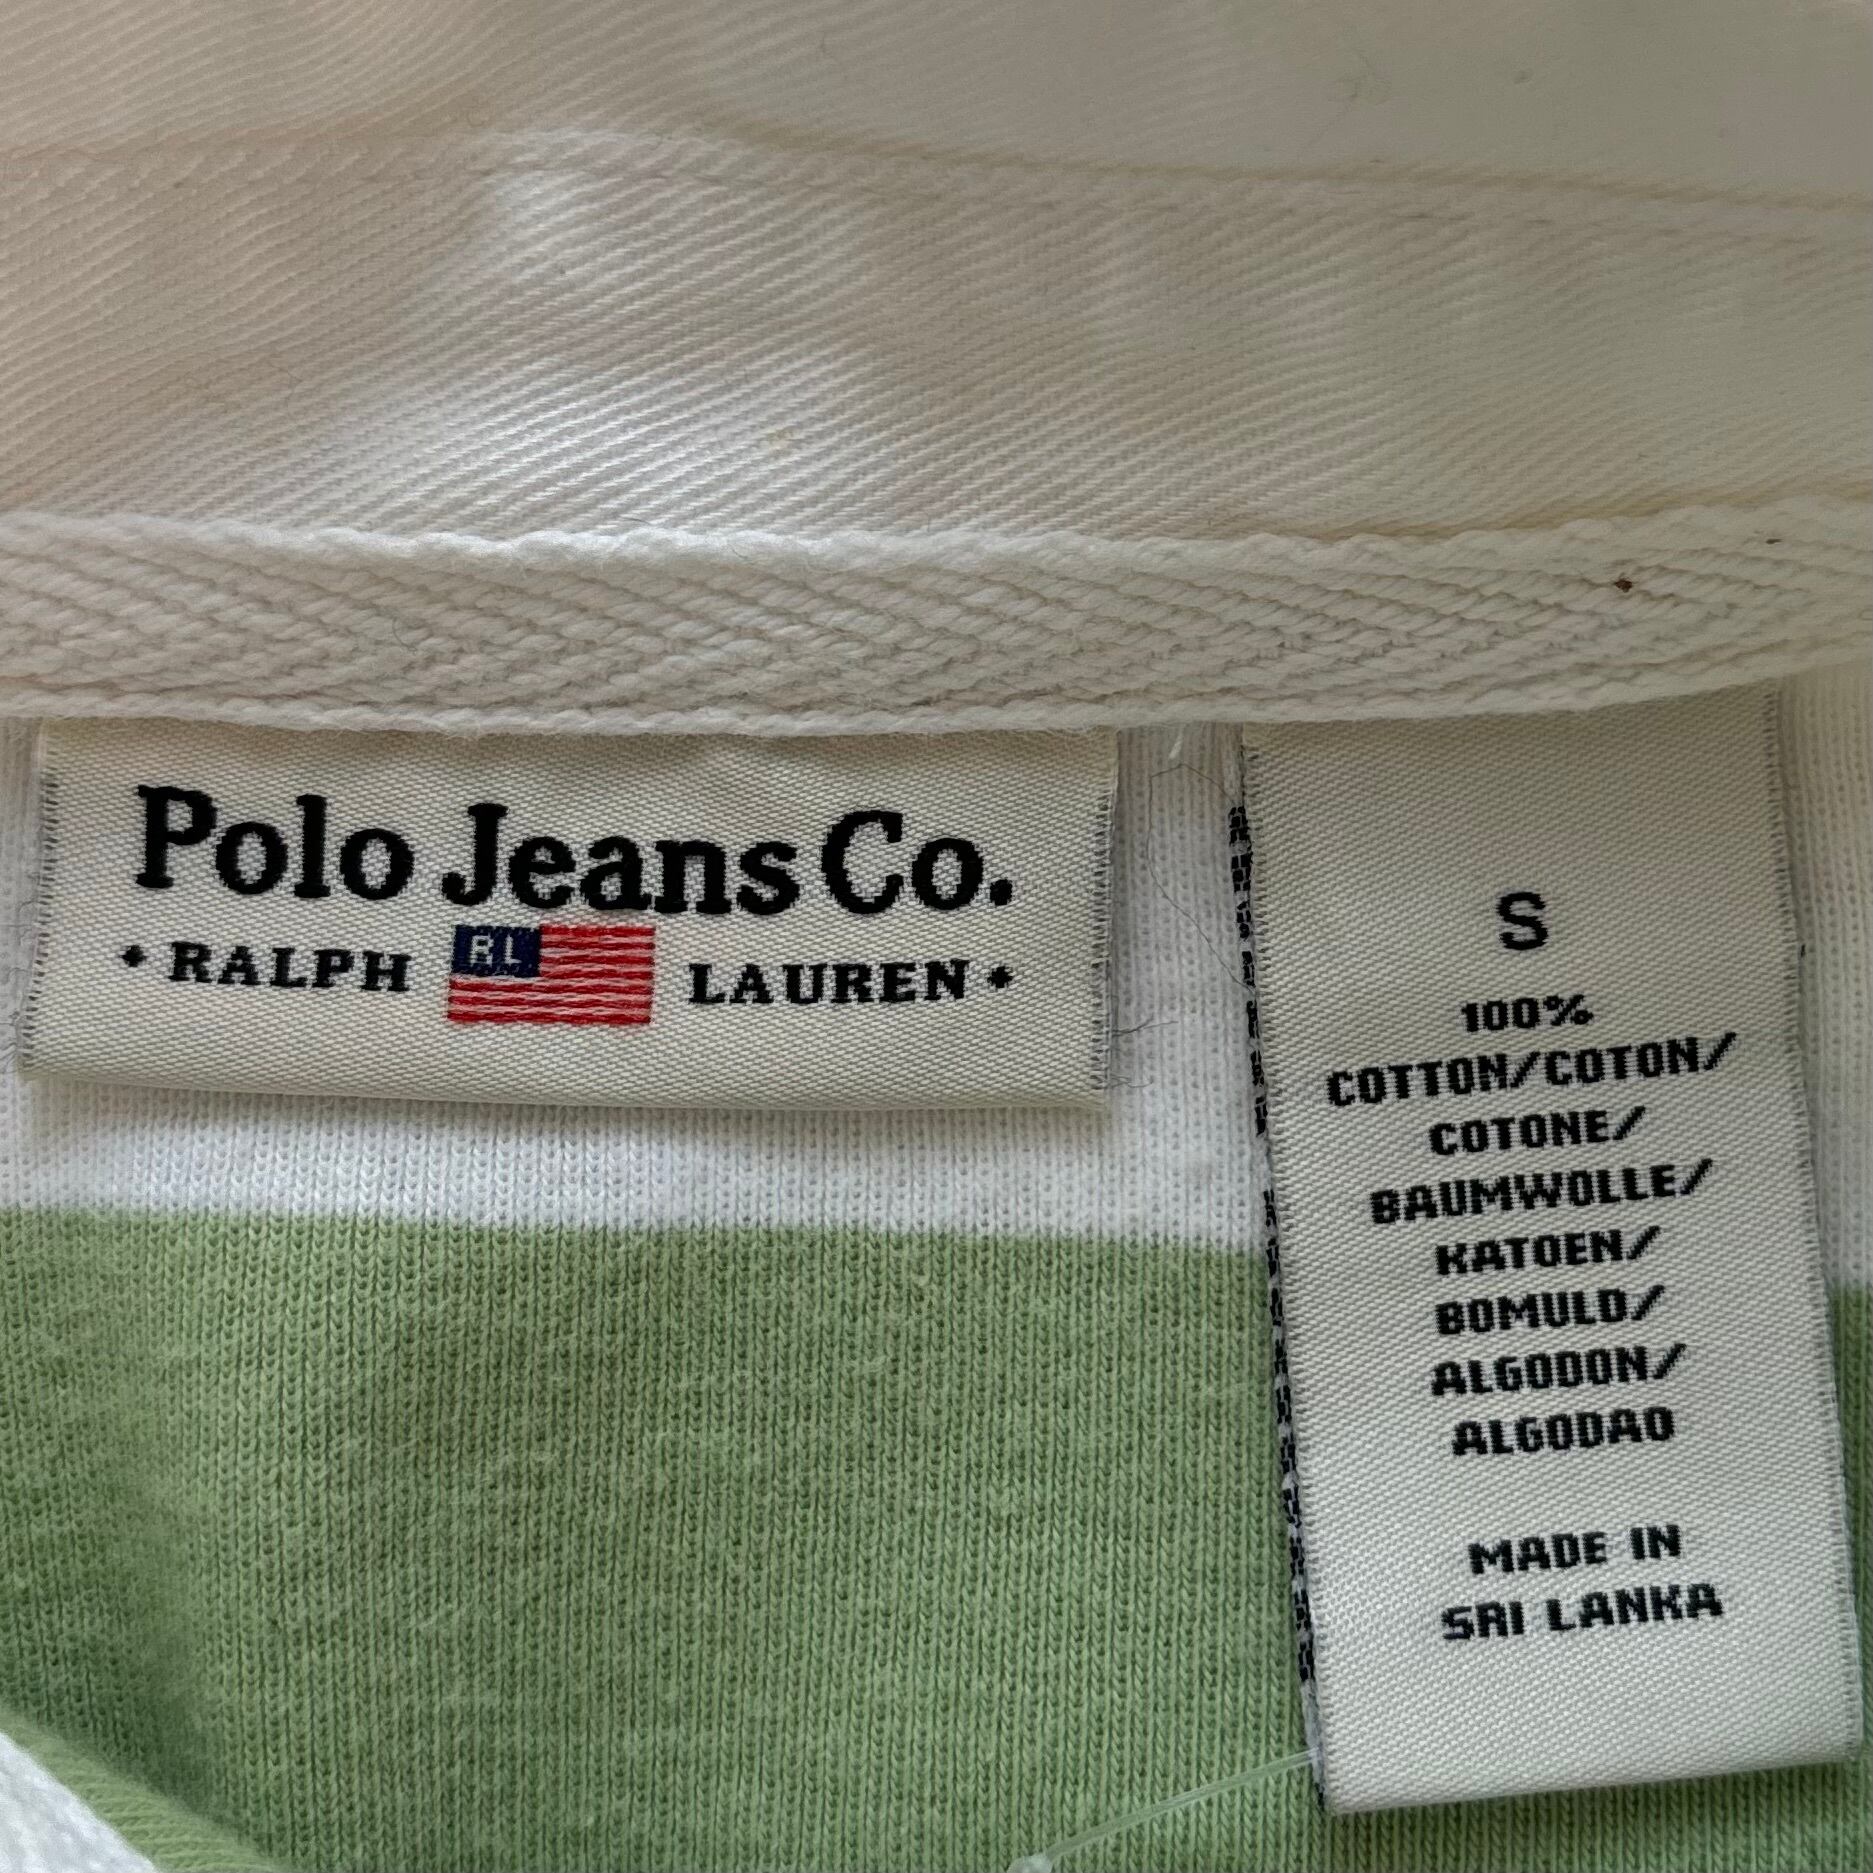 Polo Jeans Co.
RALPH RL LAUREN
S
100%
COTTON/COTON/
COTONE/
BAUMWOLLE/
KATOEN/
BOMULD/
ALGODON/
ALGODAO
MADE IN
SRI LANKA